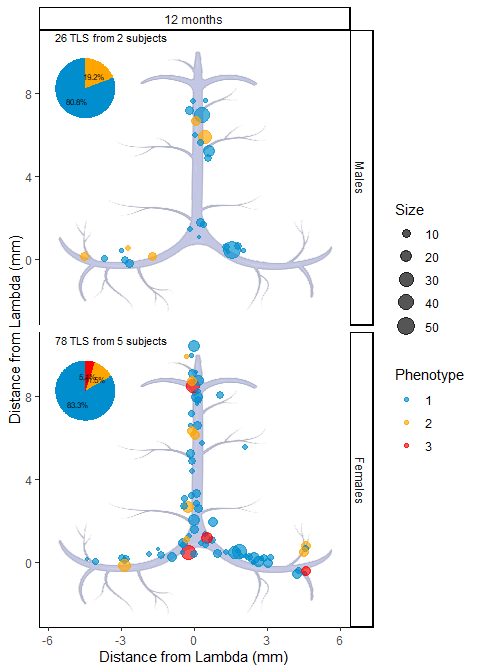 12 months
26 TLS from 2 subjects
19.2%
80.8%
Males
8
4
0
Distance from Lambda (mm)
78 TLS from 5 subjects
83.3%
Females
8
4
0
-6 -3 0 3 6
Distance from Lambda (mm)
Size
10
20
30
40
50
Phenotype
1
2
3